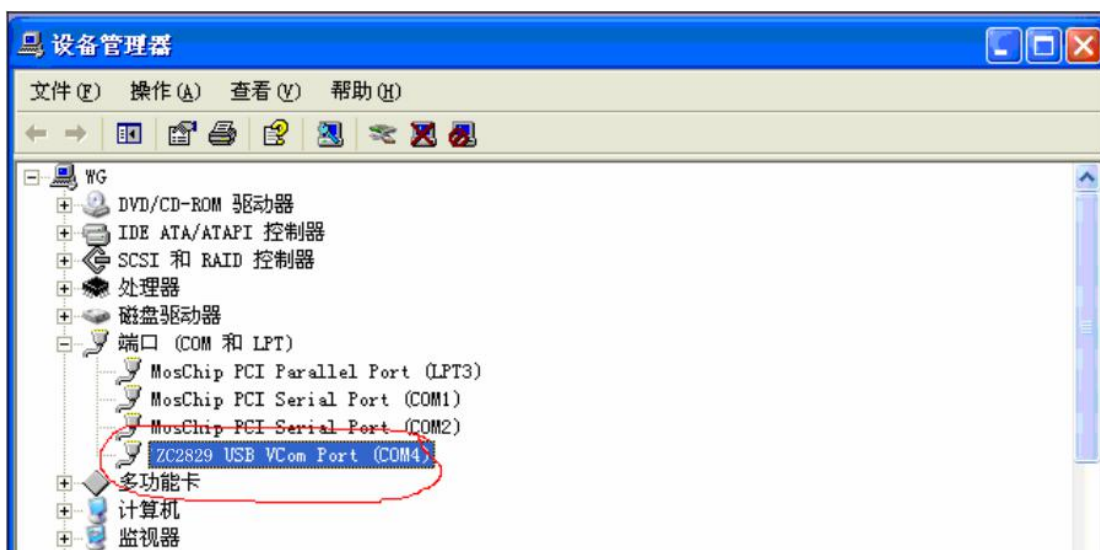 设备管理器
文件(F) 操作(A) 查看(V) 帮助(H)
WG
DVD/CD-ROM 驱动器
IDE ATA/ATAPI 控制器
SCSI 和 RAID 控制器
处理器
磁盘驱动器
端口 (COM 和 LPT)
MosChip PCI Parallel Port (LPT3)
MosChip PCI Serial Port (COM1)
MosChip PCI Serial Port (COM2)
ZC2829 USB VCom Port (COM4)
多功能卡
计算机
监视器